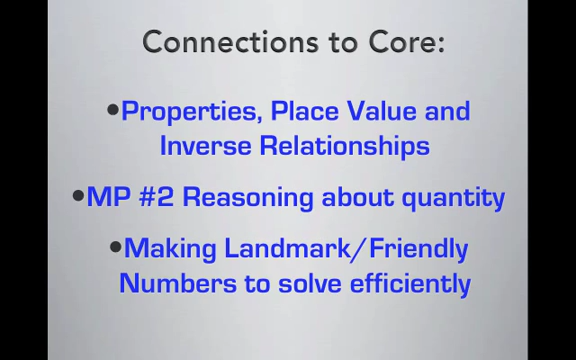 Connections to Core:
•Properties, Place Value and
Inverse Relationships
•MP #2 Reasoning about quantity
•Making Landmark/Friendly
Numbers to solve efficiently